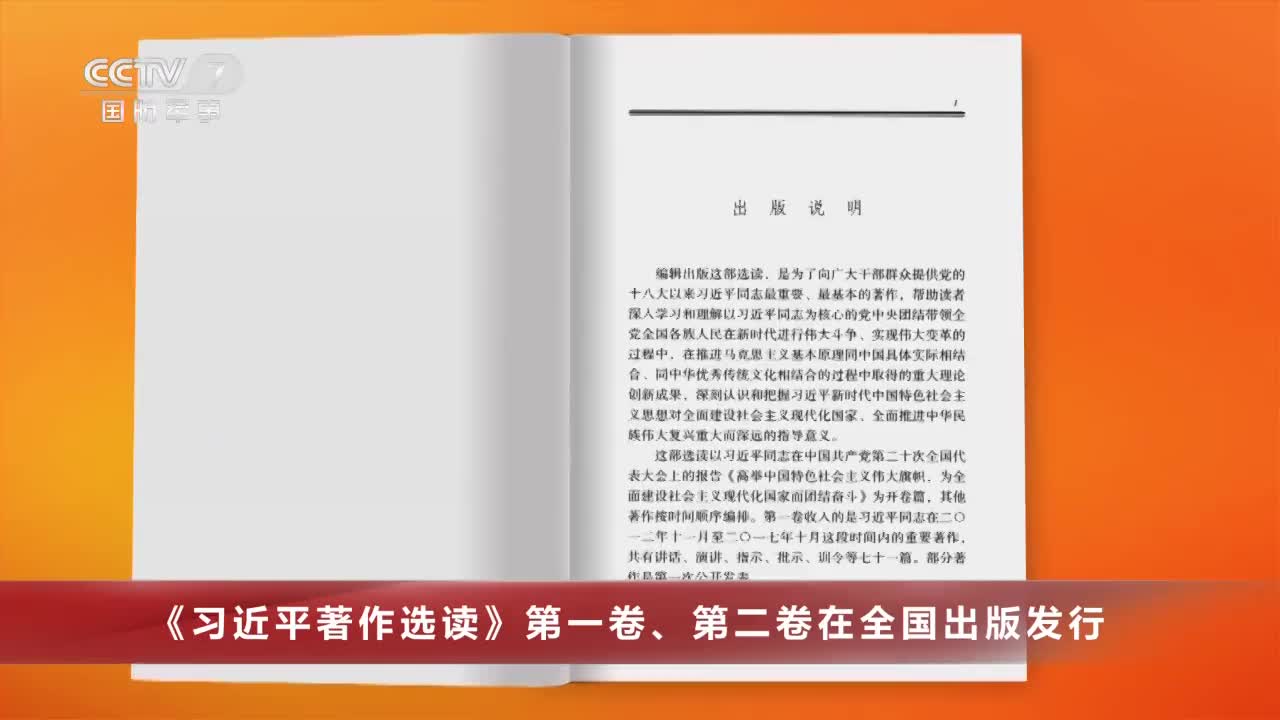 CCTV 7
国防军事
1
出版说明
编辑出版这部选读，是为了向广大干部群众提供党的
十八大以来习近平同志最重要、最基本的著作，帮助读者
深入学习和理解以习近平同志为核心的党中央团结带领全
党全国各族人民在新时代进行伟大斗争、实现伟大变革的
过程中，在推进马克思主义基本原理同中国具体实际相结
合、同中华优秀传统文化相结合的过程中取得的重大理论
创新成果，深刻认识和把握习近平新时代中国特色社会主
义思想对全面建设社会主义现代化国家、全面推进中华民
族伟大复兴重大而深远的指导意义。
这部选读以习近平同志在中国共产党第二十次全国代
表大会上的报告《高举中国特色社会主义伟大旗帜，为全
面建设社会主义现代化国家而团结奋斗》为开卷篇，其他
著作按时间顺序编排。第一卷收入的是习近平同志在二〇
一二年十一月至二〇一七年十月这段时间内的重要著作，
共有讲话、演讲、指示、批示、训令等七十一篇。部分著
作是第一次公开发表
《习近平著作选读》第一卷、第二卷在全国出版发行